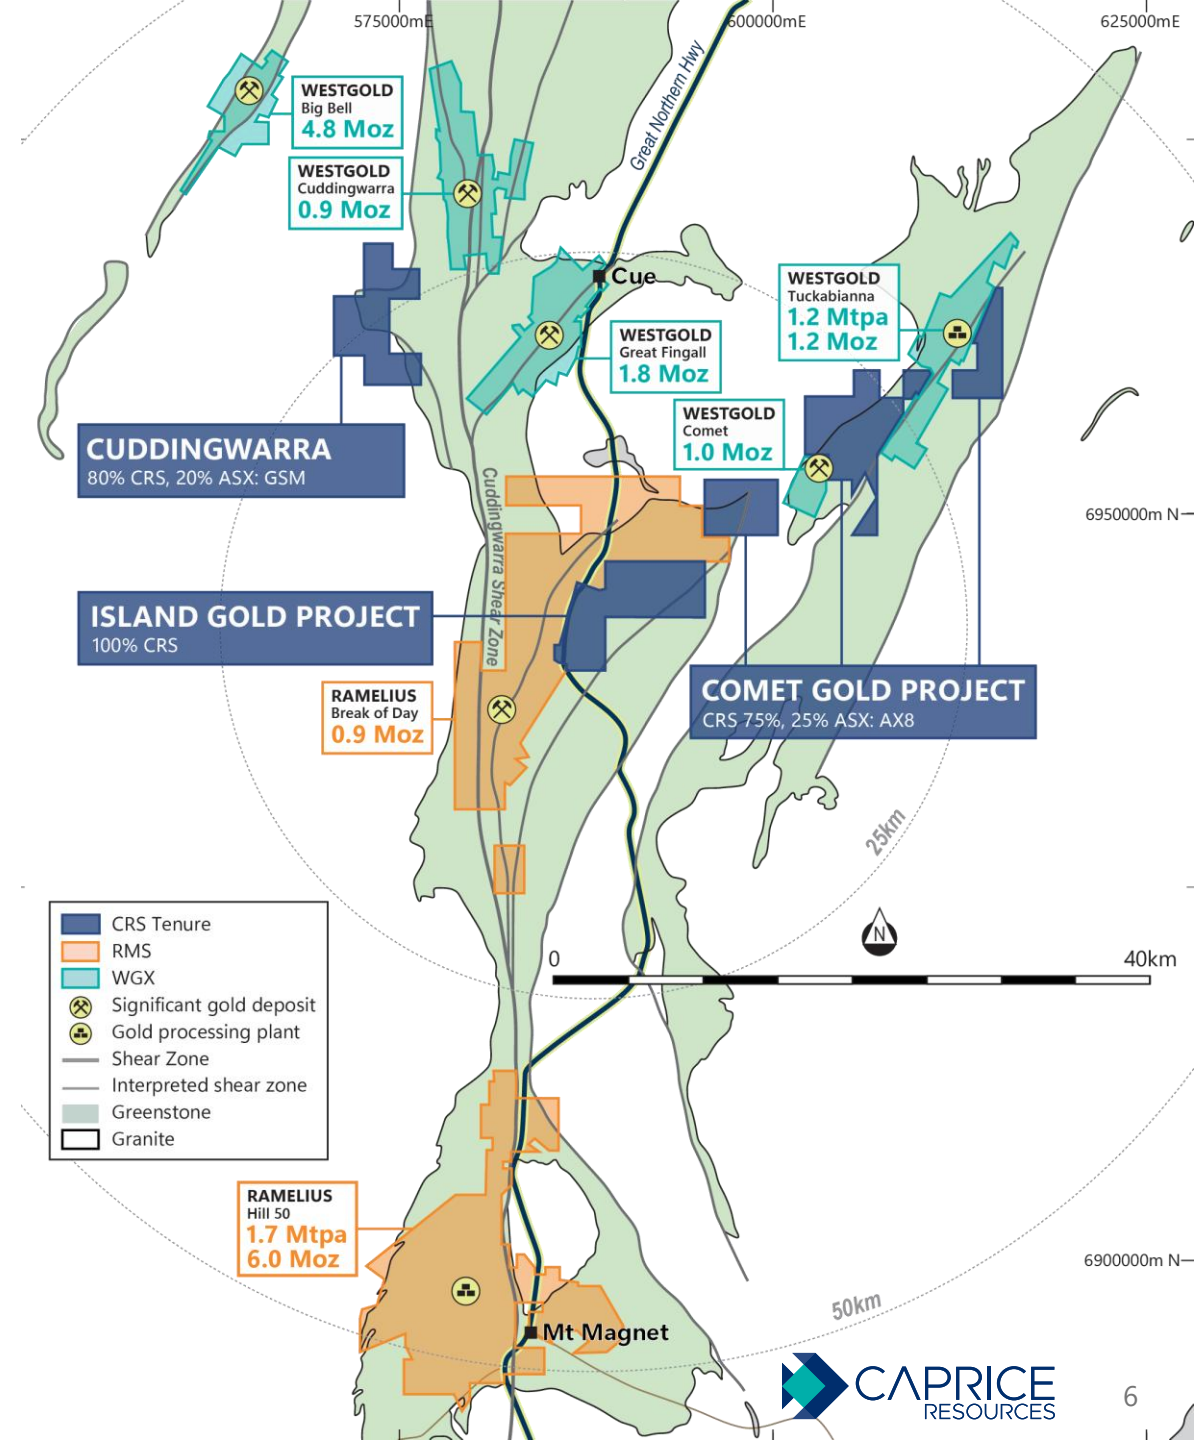 575000mE
600000mE
625000mE
Great Northern Hwy
WESTGOLD
Big Bell
4.8 Moz
WESTGOLD
Cuddingwarra
0.9 Moz
Cue
WESTGOLD
Tuckabianna
1.2 Mtpa
1.2 Moz
WESTGOLD
Great Fingall
1.8 Moz
WESTGOLD
Comet
1.0 Moz
CUDDINGWARRA
80% CRS, 20% ASX: GSM
Cuddingwarra Shear Zone
6950000m N
ISLAND GOLD PROJECT
100% CRS
COMET GOLD PROJECT
CRS 75%, 25% ASX: AX8
RAMELIUS
Break of Day
0.9 Moz
25km
CRS Tenure
RMS
WGX
Significant gold deposit
Gold processing plant
Shear Zone
Interpreted shear zone
Greenstone
Granite
N
0
40km
RAMELIUS
Hill 50
1.7 Mtpa
6.0 Moz
6900000m N
50km
Mt Magnet
CAPRICE
RESOURCES
6